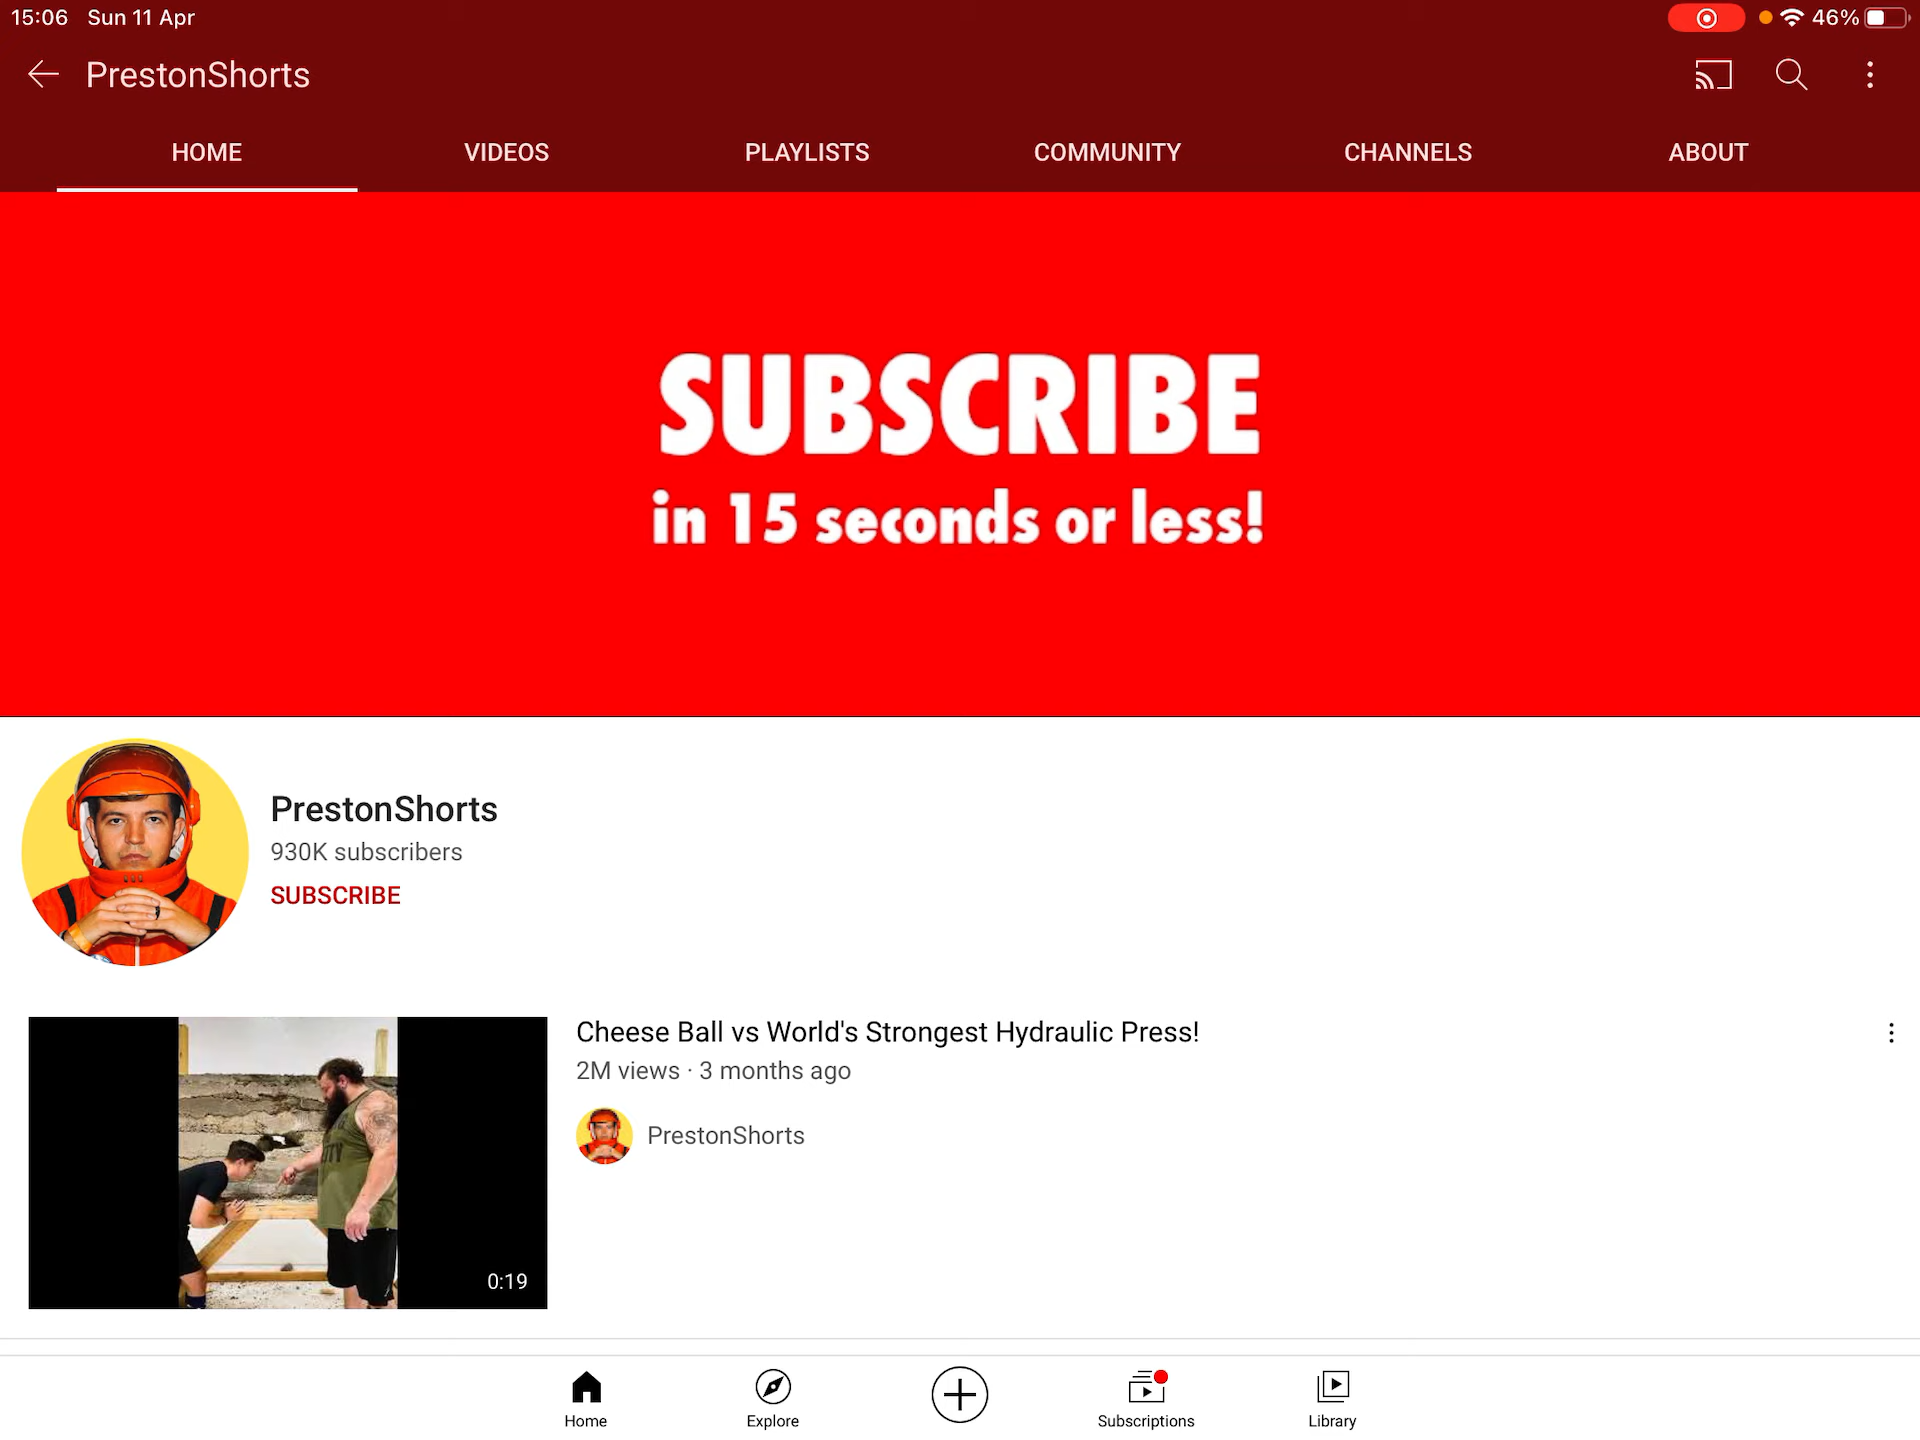 15:06 Sun 11 Apr
46%
PrestonShorts
HOME VIDEOS PLAYLISTS COMMUNITY CHANNELS ABOUT
SUBSCRIBE
in 15 seconds or less!
PrestonShorts
930K subscribers
SUBSCRIBE
Cheese Ball vs World's Strongest Hydraulic Press!
2M views · 3 months ago
PrestonShorts
0:19
Home Explore Subscriptions Library